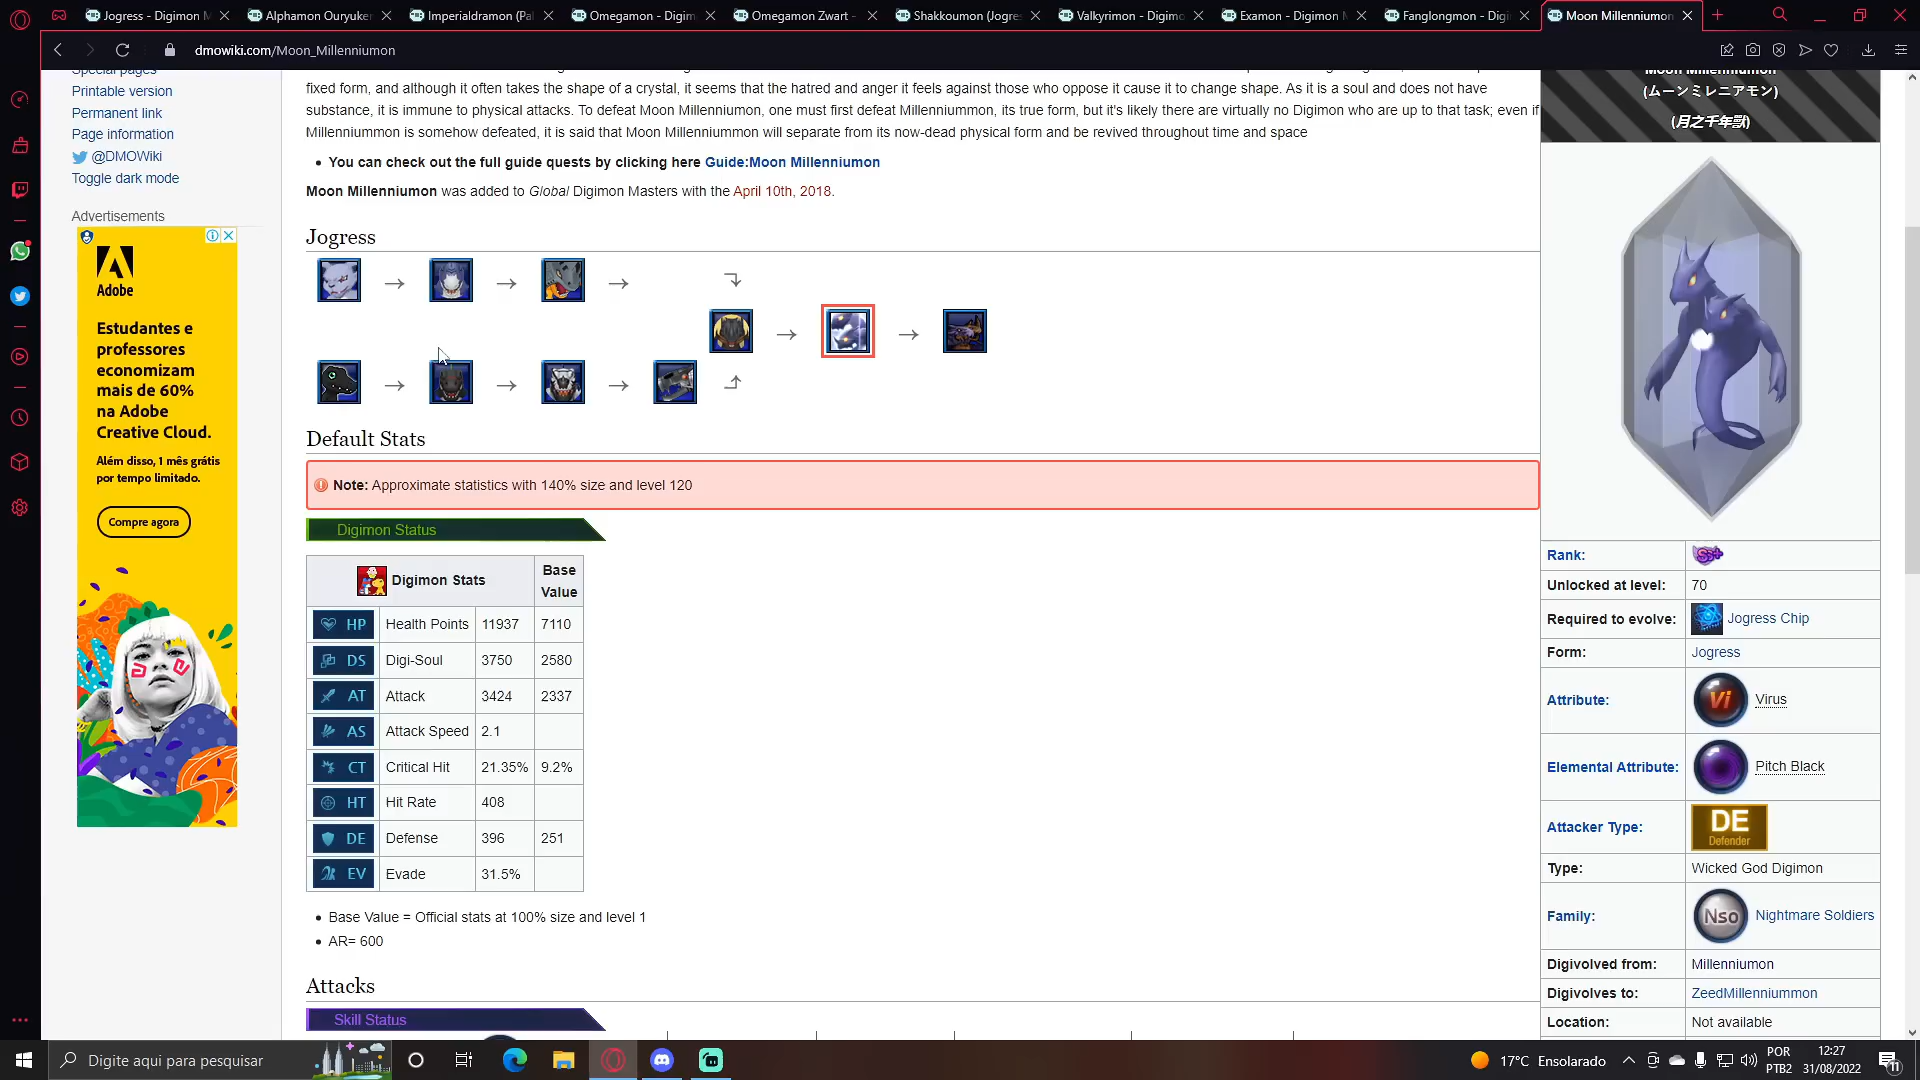 Jogress - Digimon M
Alphamon Ouryuken
Imperialdramon (Pal
Omegamon - Digim
Omegamon Zwart -
Shakkoumon (Jogres
Valkyrimon - Digimo
Examon - Digimon M
Fanglongmon - Digi
Moon Millenniumon
dmowiki.com/Moon_Millenniumon
Special pages
Printable version
Permanent link
Page information
@DMOWiki
Toggle dark mode
Advertisements
Adobe
Estudantes e
professores
economizam
mais de 60%
na Adobe
Creative Cloud.
Além disso, 1 mês grátis
por tempo limitado.
Compre agora
fixed form, and although it often takes the shape of a crystal, it seems that the hatred and anger it feels against those who oppose it cause it to change shape. As it is a soul and does not have
substance, it is immune to physical attacks. To defeat Moon Millenniumon, one must first defeat Millenniummon, its true form, but it's likely there are virtually no Digimon who are up to that task; even if
Millenniummon is somehow defeated, it is said that Moon Millenniummon will separate from its now-dead physical form and be revived throughout time and space
• You can check out the full guide quests by clicking here Guide:Moon Millenniumon
Moon Millenniumon was added to Global Digimon Masters with the April 10th, 2018.
Jogress
Default Stats
Note: Approximate statistics with 140% size and level 120
Digimon Status
Digimon Stats Base Value
HP Health Points 11937 7110
DS Digi-Soul 3750 2580
AT Attack 3424 2337
AS Attack Speed 2.1
CT Critical Hit 21.35% 9.2%
HT Hit Rate 408
DE Defense 396 251
EV Evade 31.5%
• Base Value = Official stats at 100% size and level 1
• AR= 600
Attacks
Skill Status
Moon Millenniumon
(ムーンミレニアモン)
(月之千年獸)
Rank: SS+
Unlocked at level: 70
Required to evolve: Jogress Chip
Form: Jogress
Attribute: Vi Virus
Elemental Attribute: Pitch Black
Attacker Type: DE Defender
Type: Wicked God Digimon
Family: Nso Nightmare Soldiers
Digivolved from: Millenniumon
Digivolves to: ZeedMillenniummon
Location: Not available
Digite aqui para pesquisar
17°C Ensolarado
POR
PTB2
12:27
31/08/2022
11